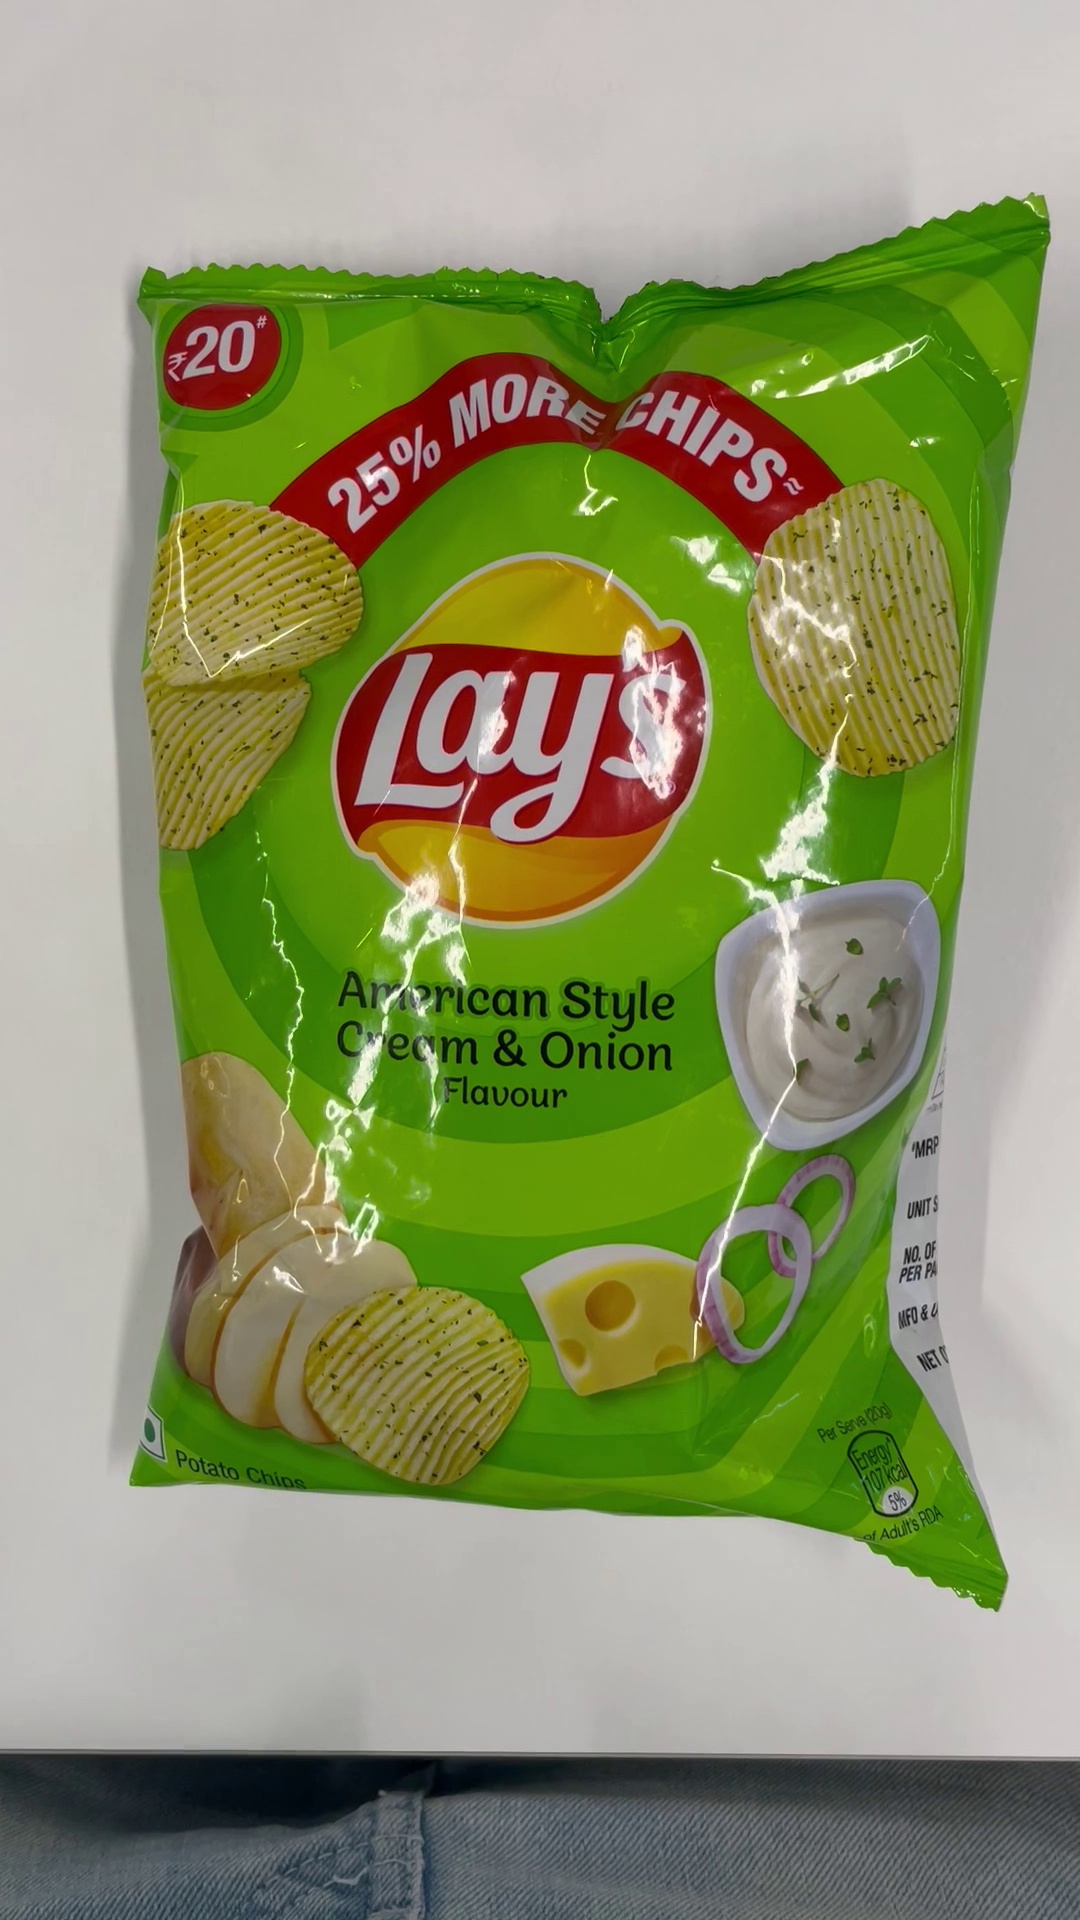 ₹20#
25% MORE CHIPS≈
Lay's
American Style
Cream & Onion
Flavour
*MRP
UNIT
NO. OF
PER
MFD &
NET
Per Serve (20g)
Energy*
107 kcal
5%
of Adult's RDA
Potato Chips